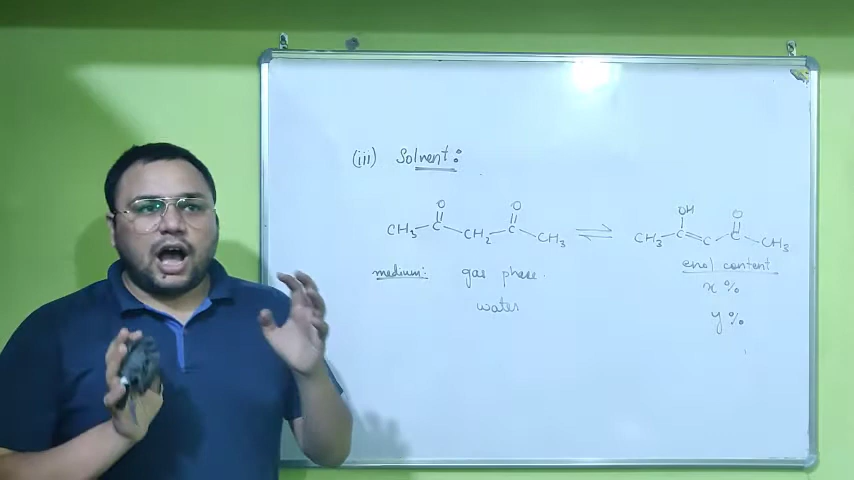 (iii) Solvent:
O O OH O
CH3 C CH2 C CH3 ⇌ CH3 C = C C CH3
medium: gas phase. enol content
x %
water
y %